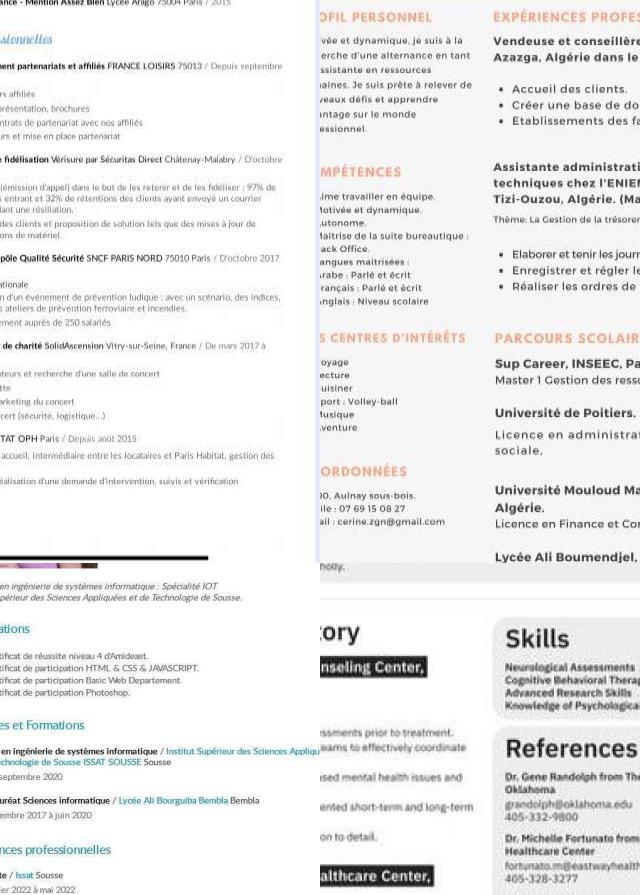 ance - Mention Assez Bien Lycée Arago 75004 Paris / 2015
ssionnelles
ment partenariats et affiliés FRANCE LOISIRS 75013 / Depuis septembre
rs affiliés
présentation, brochures
ntrats de partenariat avec nos affiliés
urs et mise en place partenariat
e fidélisation Vérisure par Sécuritas Direct Châtenay-Malabry / D'octobre
(émission d'appel) dans le but de les retenir et de les fidéliser : 97% de
s entrant et 32% de rétentions des clients ayant envoyé un courrier
dant une résiliation.
des clients et proposition de solution tels que des mises à jour de
ons de matériel.
pôle Qualité Sécurité SNCF PARIS NORD 75010 Paris / D'octobre 2017
nationale
n d'un événement de prévention ludique : avec un scénario, des indices,
s ateliers de prévention ferroviaire et incendies.
ement auprès de 250 salariés
r de charité SolidAscension Vitry-sur-Seine, France / De mars 2017 à
ateurs et recherche d'une salle de concert
tte
arketing du concert
cert (sécurité, logistique...)
TAT OPH Paris / Depuis août 2015
accueil, intermédiaire entre les locataires et Paris Habitat, gestion des
éalisation d'une demande d'intervention, suivis et vérification
OFIL PERSONNEL
vée et dynamique, je suis à la
erche d'une alternance en tant
ssistante en ressources
aines. Je suis prête à relever de
veaux défis et apprendre
antage sur le monde
essionnel.
MPÉTENCES
ime travailler en équipe.
Motivée et dynamique.
utonome.
Maitrise de la suite bureautique :
ack Office.
angues maitrisées :
rabe : Parlé et écrit
rançais : Parlé et écrit
nglais : Niveau scolaire
S CENTRES D'INTÉRÊTS
oyage
ecture
uisiner
port : Volley-ball
Musique
venture
ORDONNÉES
00, Aulnay sous-bois.
ile : 07 69 15 08 27
ail : cerine.zgn@gmail.com
EXPÉRIENCES PROFES
Vendeuse et conseillère
Azazga, Algérie dans le
• Accueil des clients.
• Créer une base de do
• Etablissements des fa
Assistante administrati
techniques chez l'ENIEM
Tizi-Ouzou, Algérie. (Ma
Thème: La Gestion de la trésorer
• Elaborer et tenir les jour
• Enregistrer et régler le
• Réaliser les ordres de
PARCOURS SCOLAIR
Sup Career, INSEEC, Pa
Master 1 Gestion des resso
Université de Poitiers.
Licence en administrat
sociale,
Université Mouloud Ma
Algérie.
Licence en Finance et Com
Lycée Ali Boumendjel,
en ingénierie de systèmes informatique : Spécialité IOT
périeur des Sciences Appliquées et de Technologie de Sousse.
ations
tificat de réussite niveau 4 d'Amideast.
tificat de participation HTML & CSS & JAVASCRIPT.
tificat de participation Basic Web Departement
tificat de participation Photoshop.
es et Formations
en ingénierie de systèmes informatique / Institut Supérieur des Sciences Appliqu
echnologie de Sousse ISSAT SOUSSE Sousse
septembre 2020
uréat Sciences informatique / Lycée Ali Bourguiba Bembla Bembla
embre 2017 à juin 2020
nces professionnelles
te / Issat Sousse
ier 2022 à mai 2022
holly.
tory
nseling Center,
ssments prior to treatment.
eams to effectively coordinate
sed mental health issues and
ented short-term and long-term
on to detail.
althcare Center,
Skills
Neurological Assessments
Cognitive Behavioral Therap
Advanced Research Skills
Knowledge of Psychological
References
Dr. Gene Randolph from The
Oklahoma
grandolph@oklahoma.edu
405-332-9800
Dr. Michelle Fortunato from
Healthcare Center
fortunato.m@eastwayhealth
405-328-3277